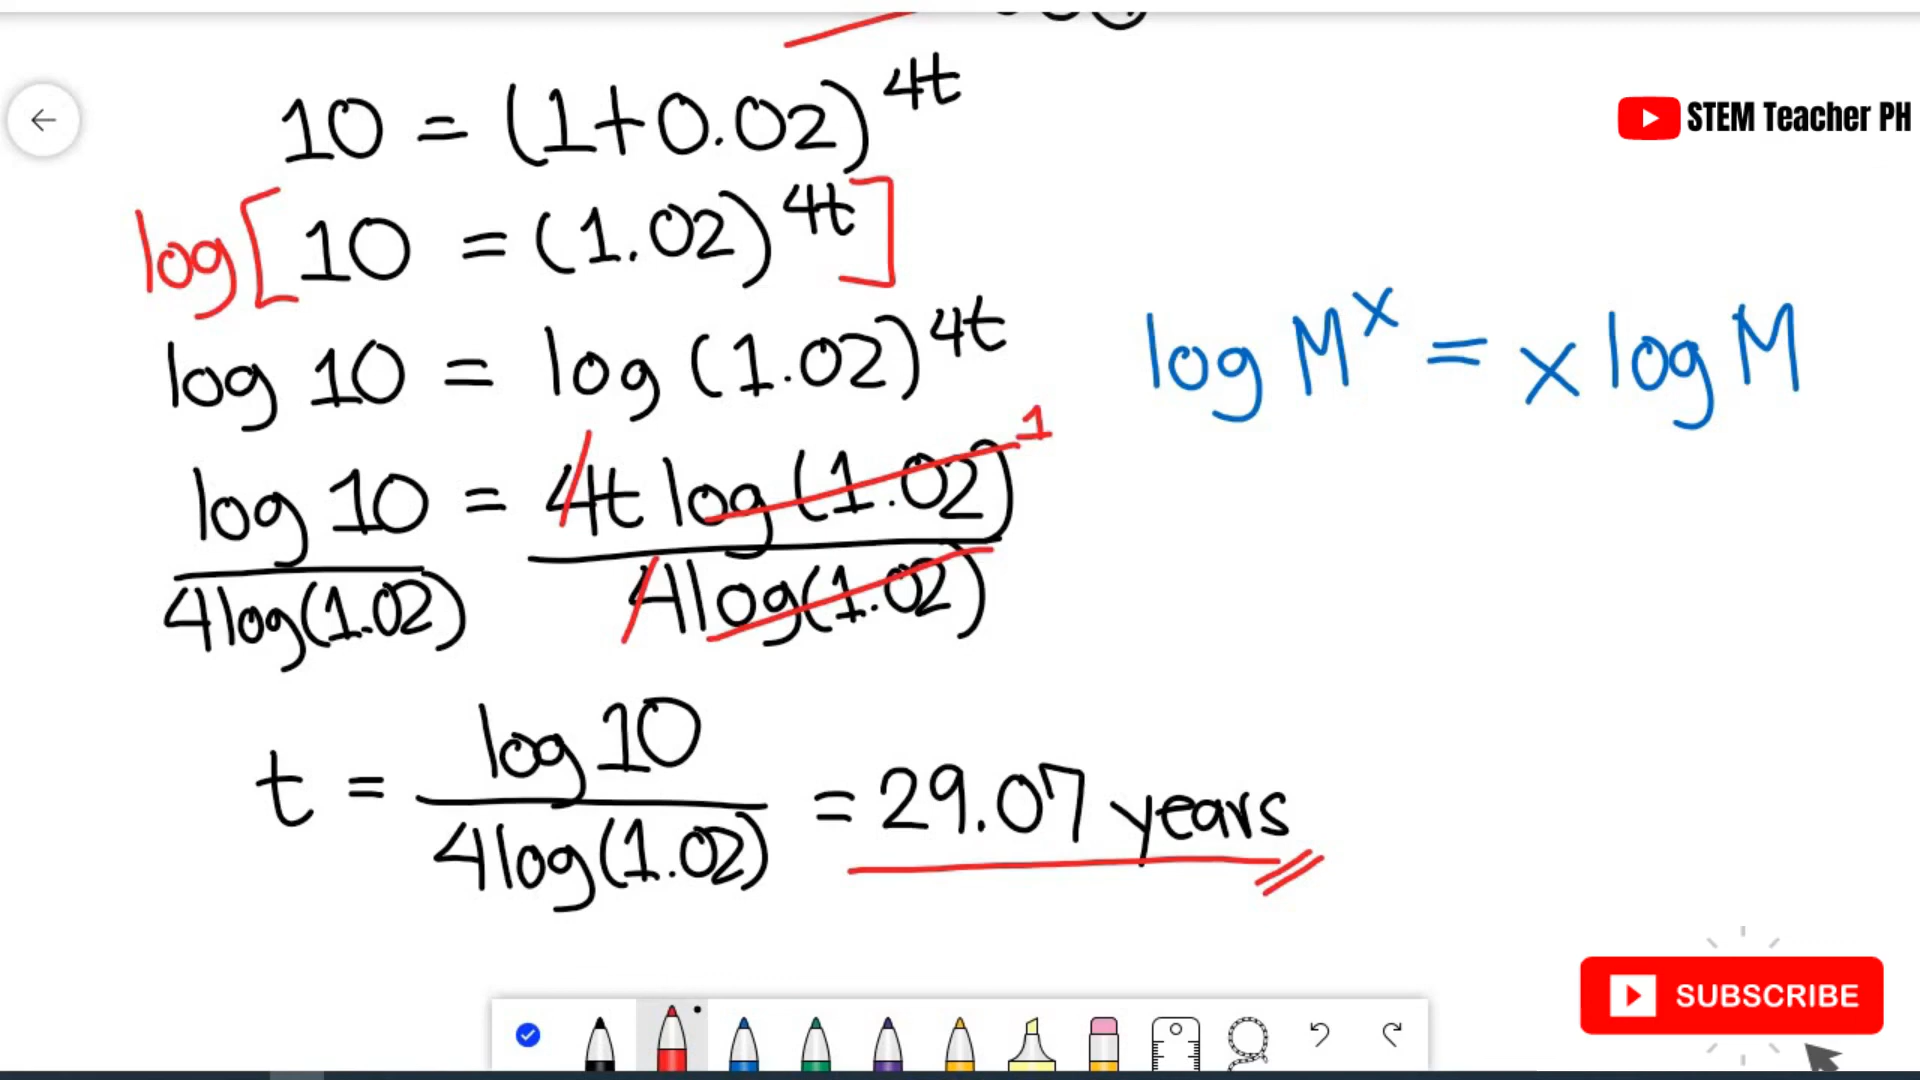 10 = (1+0.02)^4t
STEM Teacher PH
log[10 = (1.02)^4t]
log 10 = log (1.02)^4t
log M^x = x log M
log 10 = 4t log (1.02) 1
4log(1.02) 4log(1.02)
t = log 10 / 4log(1.02) = 29.07 years
SUBSCRIBE